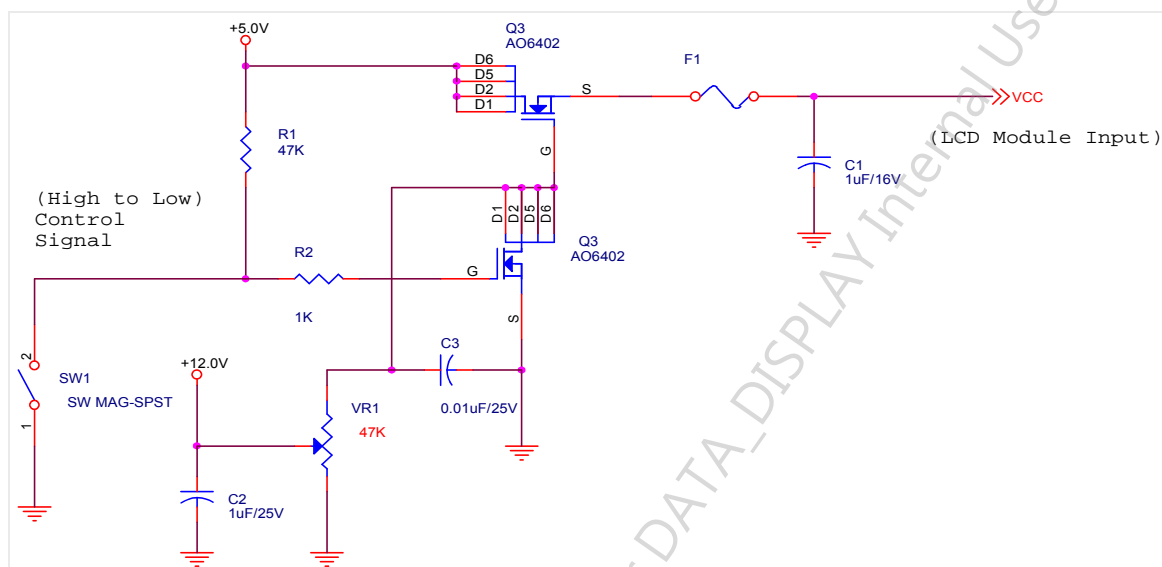 +5.0V
Q3
AO6402
D6
D5
D2
D1
S
G
F1
VCC
(LCD Module Input)
R1
47K
C1
1uF/16V
(High to Low)
Control
Signal
D1
D2
D5
D6
Q3
AO6402
R2
1K
G
S
2
SW1
SW MAG-SPST
1
+12.0V
C3
0.01uF/25V
VR1
47K
C2
1uF/25V
DATA_DISPLAY Internal Use